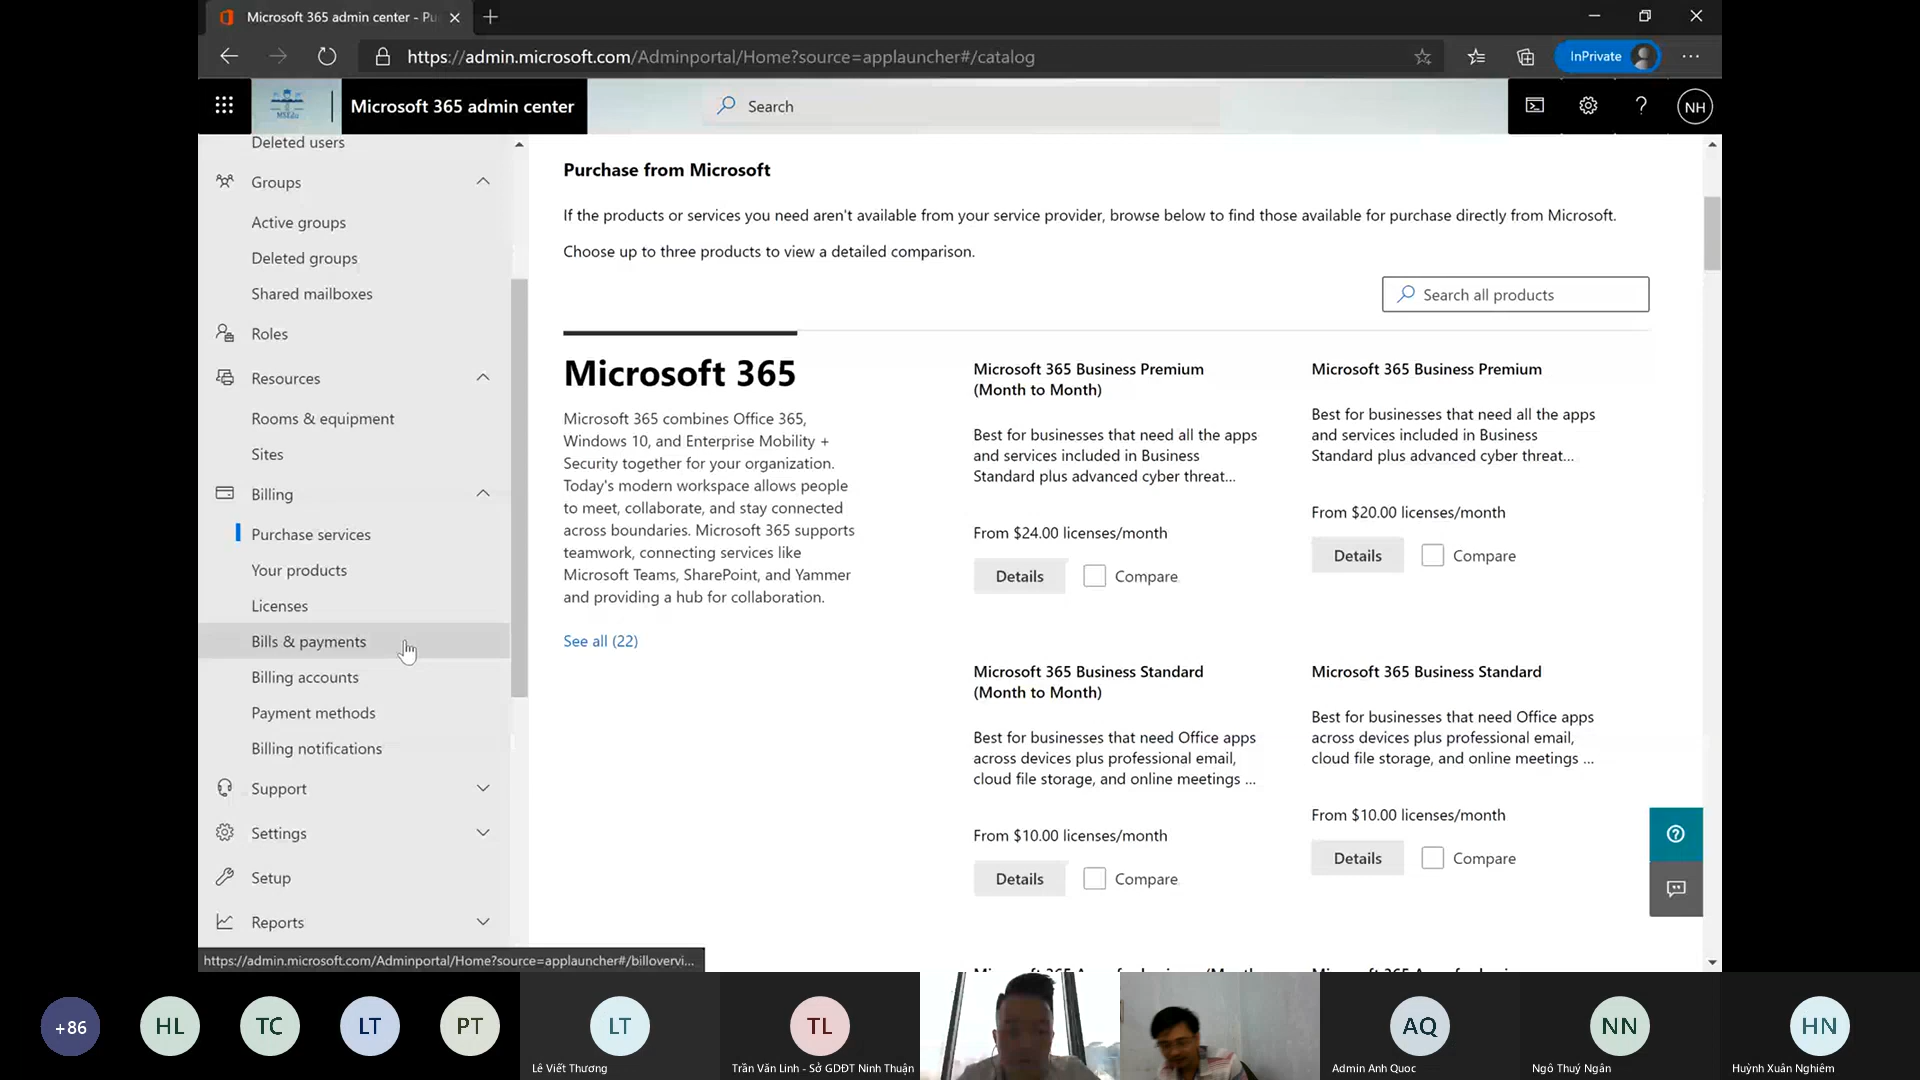 Microsoft 365 admin center - Pu
https://admin.microsoft.com/Adminportal/Home?source=applauncher#/catalog
InPrivate
MSEdu
Microsoft 365 admin center
Search
NH
Deleted users
Groups
Active groups
Deleted groups
Shared mailboxes
Roles
Resources
Rooms & equipment
Sites
Billing
Purchase services
Your products
Licenses
Bills & payments
Billing accounts
Payment methods
Billing notifications
Support
Settings
Setup
Reports
https://admin.microsoft.com/Adminportal/Home?source=applauncher#/billovervi...
Purchase from Microsoft
If the products or services you need aren't available from your service provider, browse below to find those available for purchase directly from Microsoft.
Choose up to three products to view a detailed comparison.
Search all products
Microsoft 365
Microsoft 365 combines Office 365,
Windows 10, and Enterprise Mobility +
Security together for your organization.
Today's modern workspace allows people
to meet, collaborate, and stay connected
across boundaries. Microsoft 365 supports
teamwork, connecting services like
Microsoft Teams, SharePoint, and Yammer
and providing a hub for collaboration.
See all (22)
Microsoft 365 Business Premium
(Month to Month)
Best for businesses that need all the apps
and services included in Business
Standard plus advanced cyber threat...
From $24.00 licenses/month
Details
Compare
Microsoft 365 Business Premium
Best for businesses that need all the apps
and services included in Business
Standard plus advanced cyber threat...
From $20.00 licenses/month
Details
Compare
Microsoft 365 Business Standard
(Month to Month)
Best for businesses that need Office apps
across devices plus professional email,
cloud file storage, and online meetings ...
From $10.00 licenses/month
Details
Compare
Microsoft 365 Business Standard
Best for businesses that need Office apps
across devices plus professional email,
cloud file storage, and online meetings ...
From $10.00 licenses/month
Details
Compare
+86
HL
TC
LT
PT
LT
Lê Viết Thương
TL
Trần Văn Linh - Sở GDĐT Ninh Thuận
AQ
Admin Anh Quoc
NN
Ngô Thuý Ngân
HN
Huỳnh Xuân Nghiêm